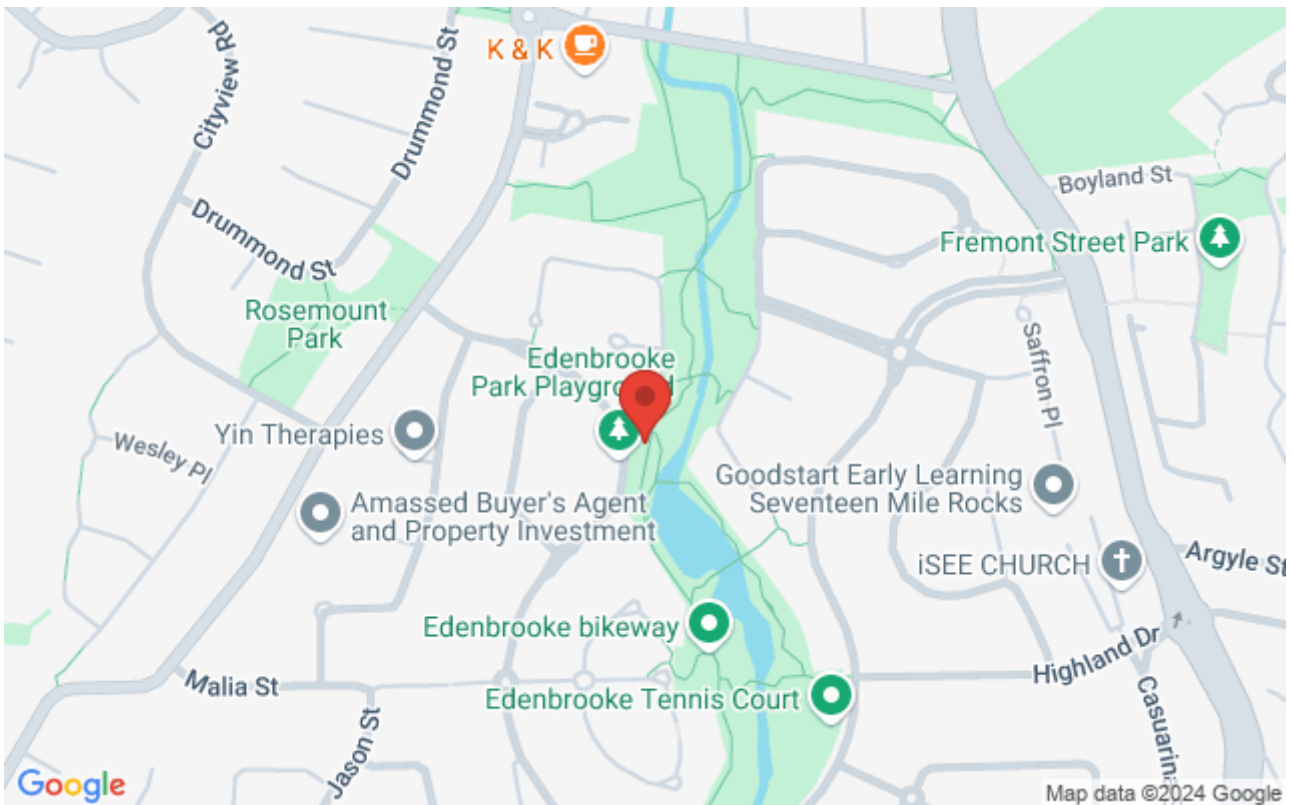 K & K
Cityview Rd
Drummond St
Boyland St
Fremont Street Park
Drummond St
Rosemount
Park
Edenbrooke
Park Playground
Saffron Pl
Yin Therapies
Wesley Pl
Goodstart Early Learning
Seventeen Mile Rocks
Amassed Buyer's Agent
and Property Investment
iSEE CHURCH
Argyle St
Edenbrooke bikeway
Highland Dr
Malia St
Edenbrooke Tennis Court
Jason St
Casuarina
Google
Map data ©2024 Google